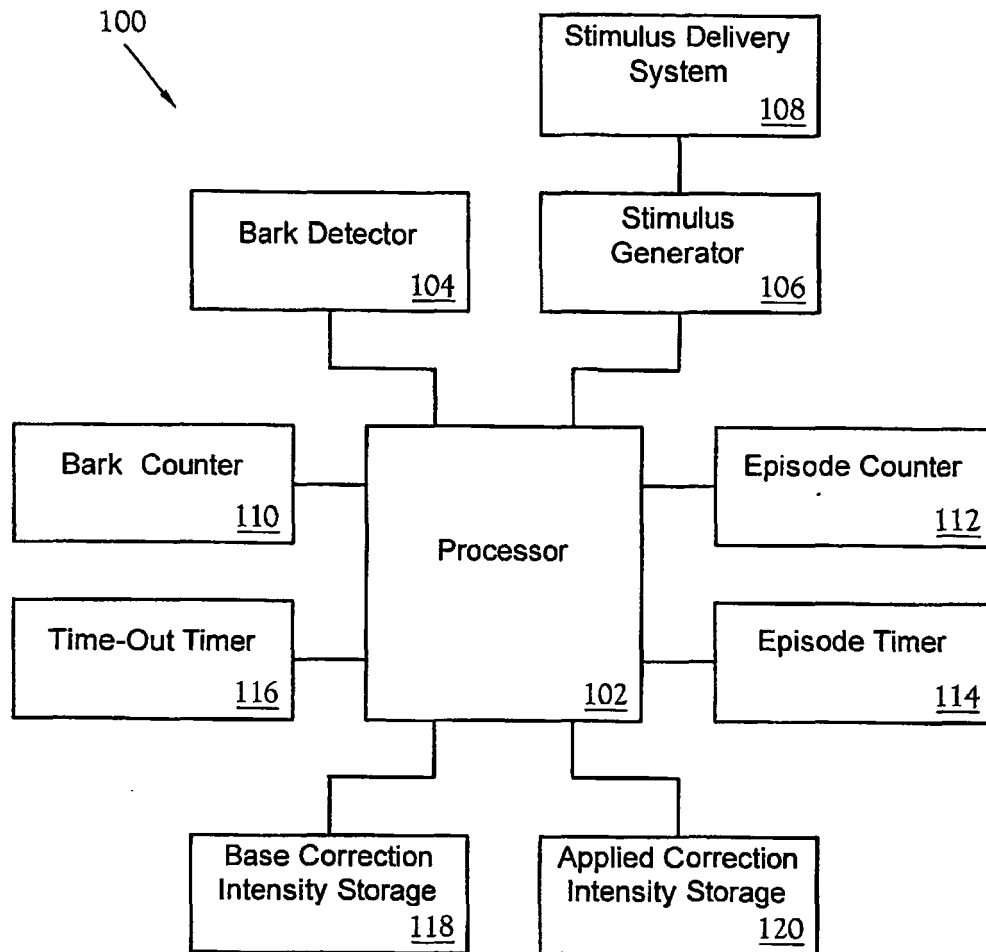 100
Stimulus Delivery
System
108
Bark Detector
104
Stimulus
Generator
106
Bark Counter
110
Processor
102
Episode Counter
112
Time-Out Timer
116
Episode Timer
114
Base Correction
Intensity Storage
118
Applied Correction
Intensity Storage
120